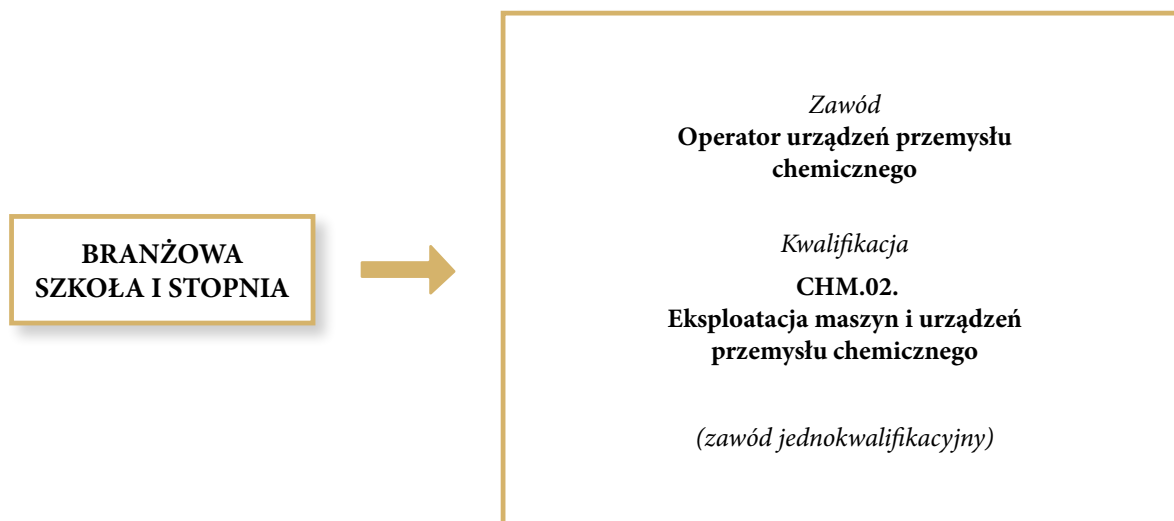 BRANŻOWA
SZKOŁA I STOPNIA
Zawód
Operator urządzeń przemysłu
chemicznego
Kwalifikacja
CHM.02.
Eksploatacja maszyn i urządzeń
przemysłu chemicznego
(zawód jednokwalifikacyjny)